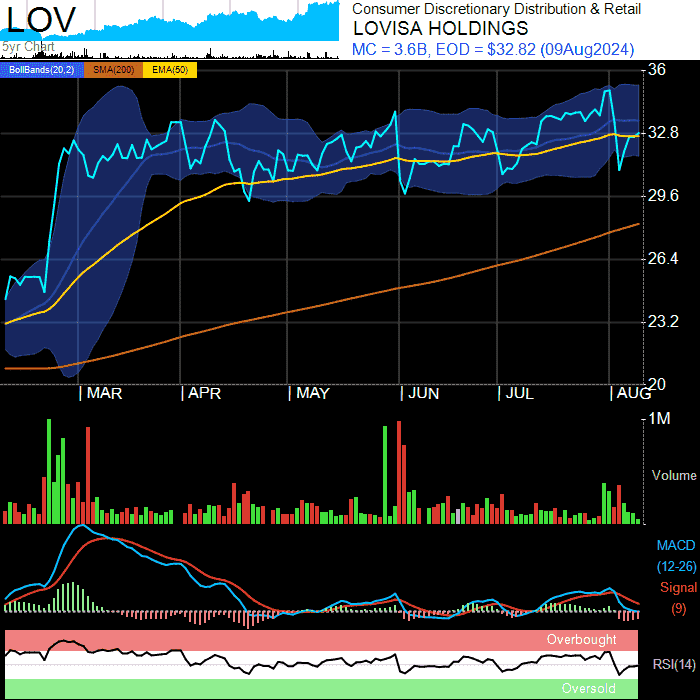 LOV
5yr Chart
Consumer Discretionary Distribution & Retail
LOVISA HOLDINGS
MC = 3.6B, EOD = $32.82 (09Aug2024)
BollBands(20,2) SMA(200) EMA(50)
36
32.8
29.6
26.4
23.2
20
MAR APR MAY JUN JUL AUG
1M
Volume
MACD
(12-26)
Signal
(9)
Overbought
RSI(14)
Oversold